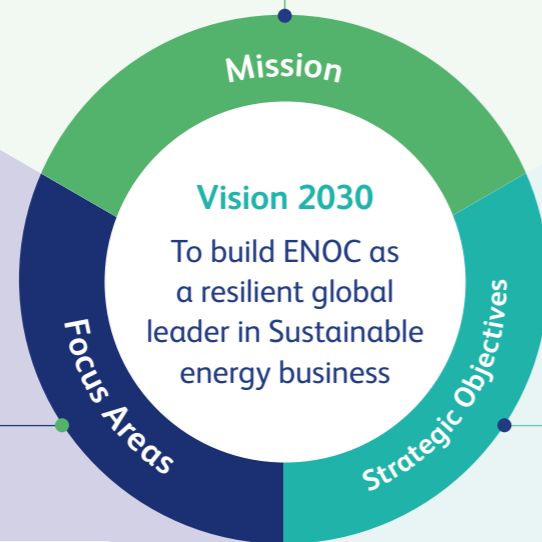 Mission
Vision 2030
To build ENOC as
a resilient global
leader in Sustainable
energy business
Focus Areas
Strategic Objectives